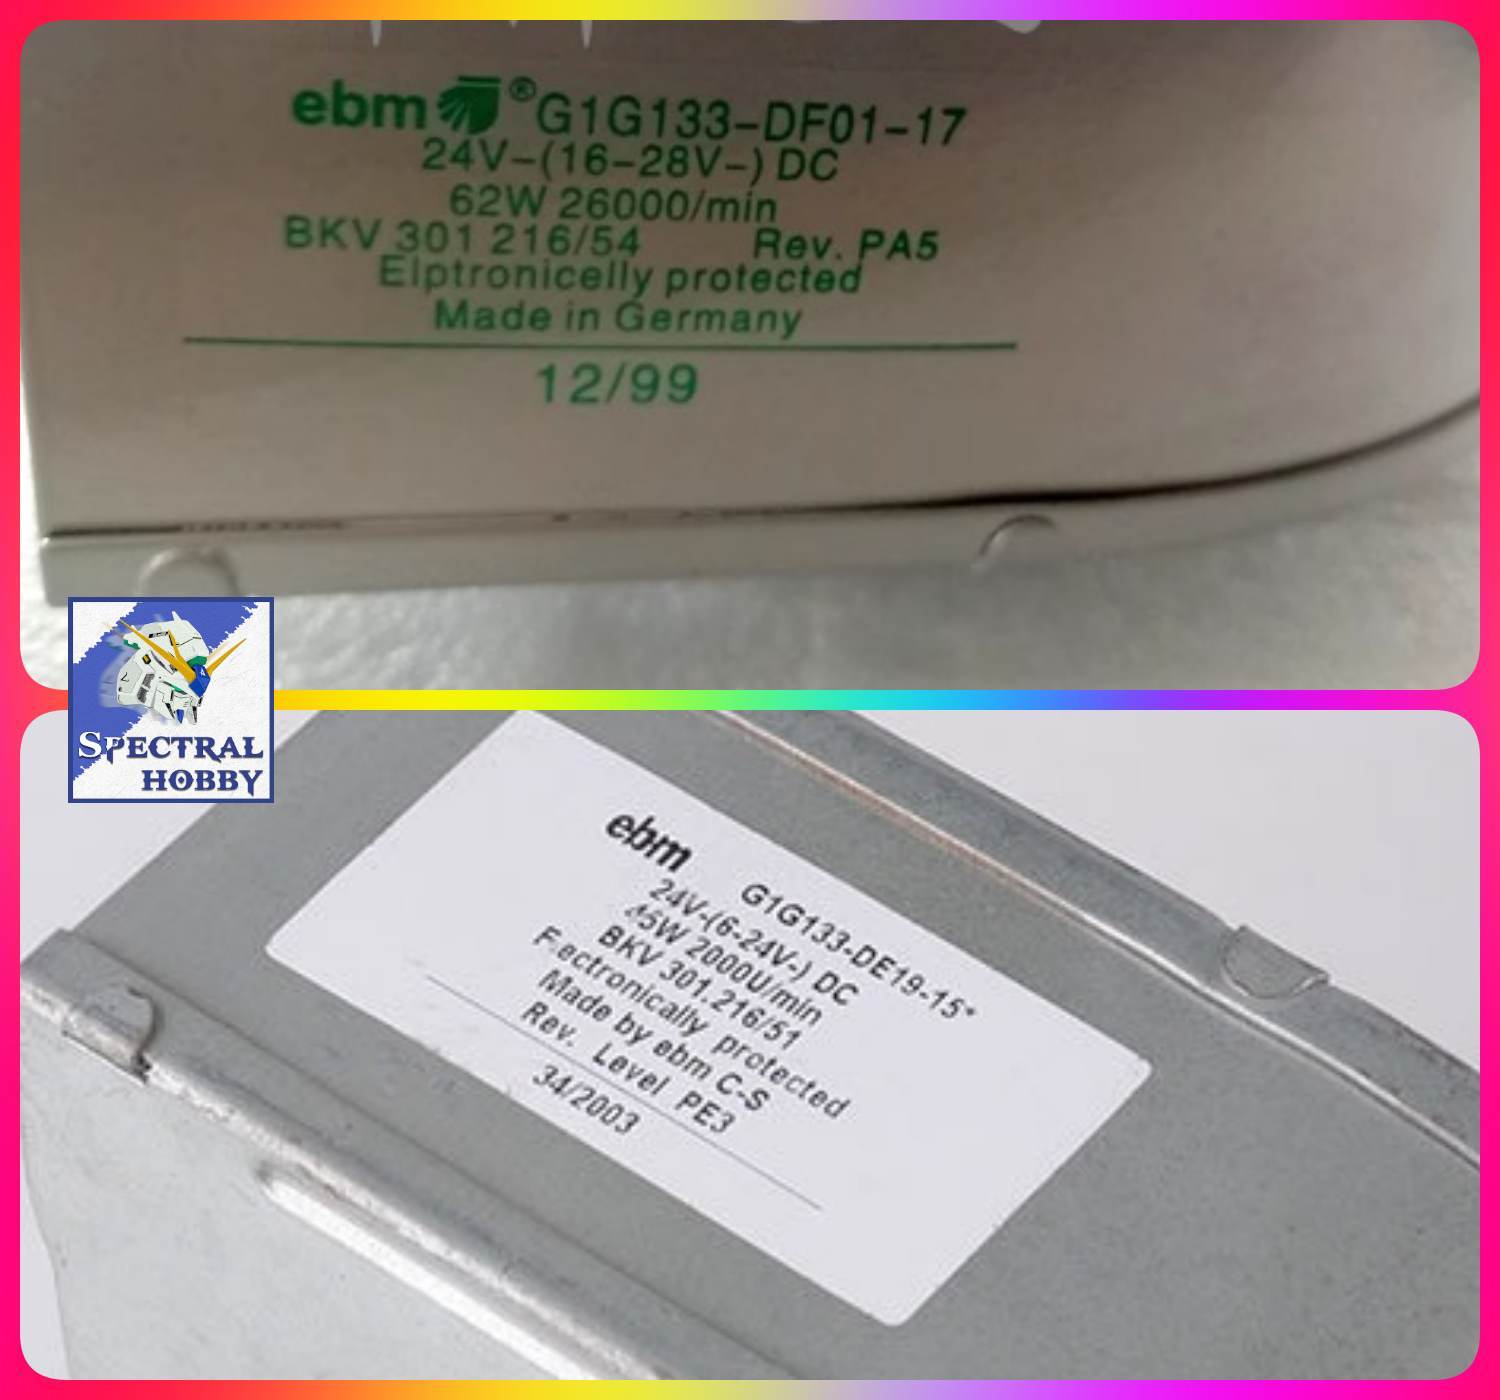 ebm ® G1G133-DF01-17
24V-(16-28V-) DC
62W 26000/min
BKV 301 216/54 Rev. PA5
Elptronicelly protected
Made in Germany
12/99
SPECTRAL
HOBBY
ebm G1G133-DE19-15*
24V-(6-24V-) DC
45W 2000U/min
BKV 301.216/51
Fectronically protected
Made by ebm C-S
Rev. Level PE3
34/2003